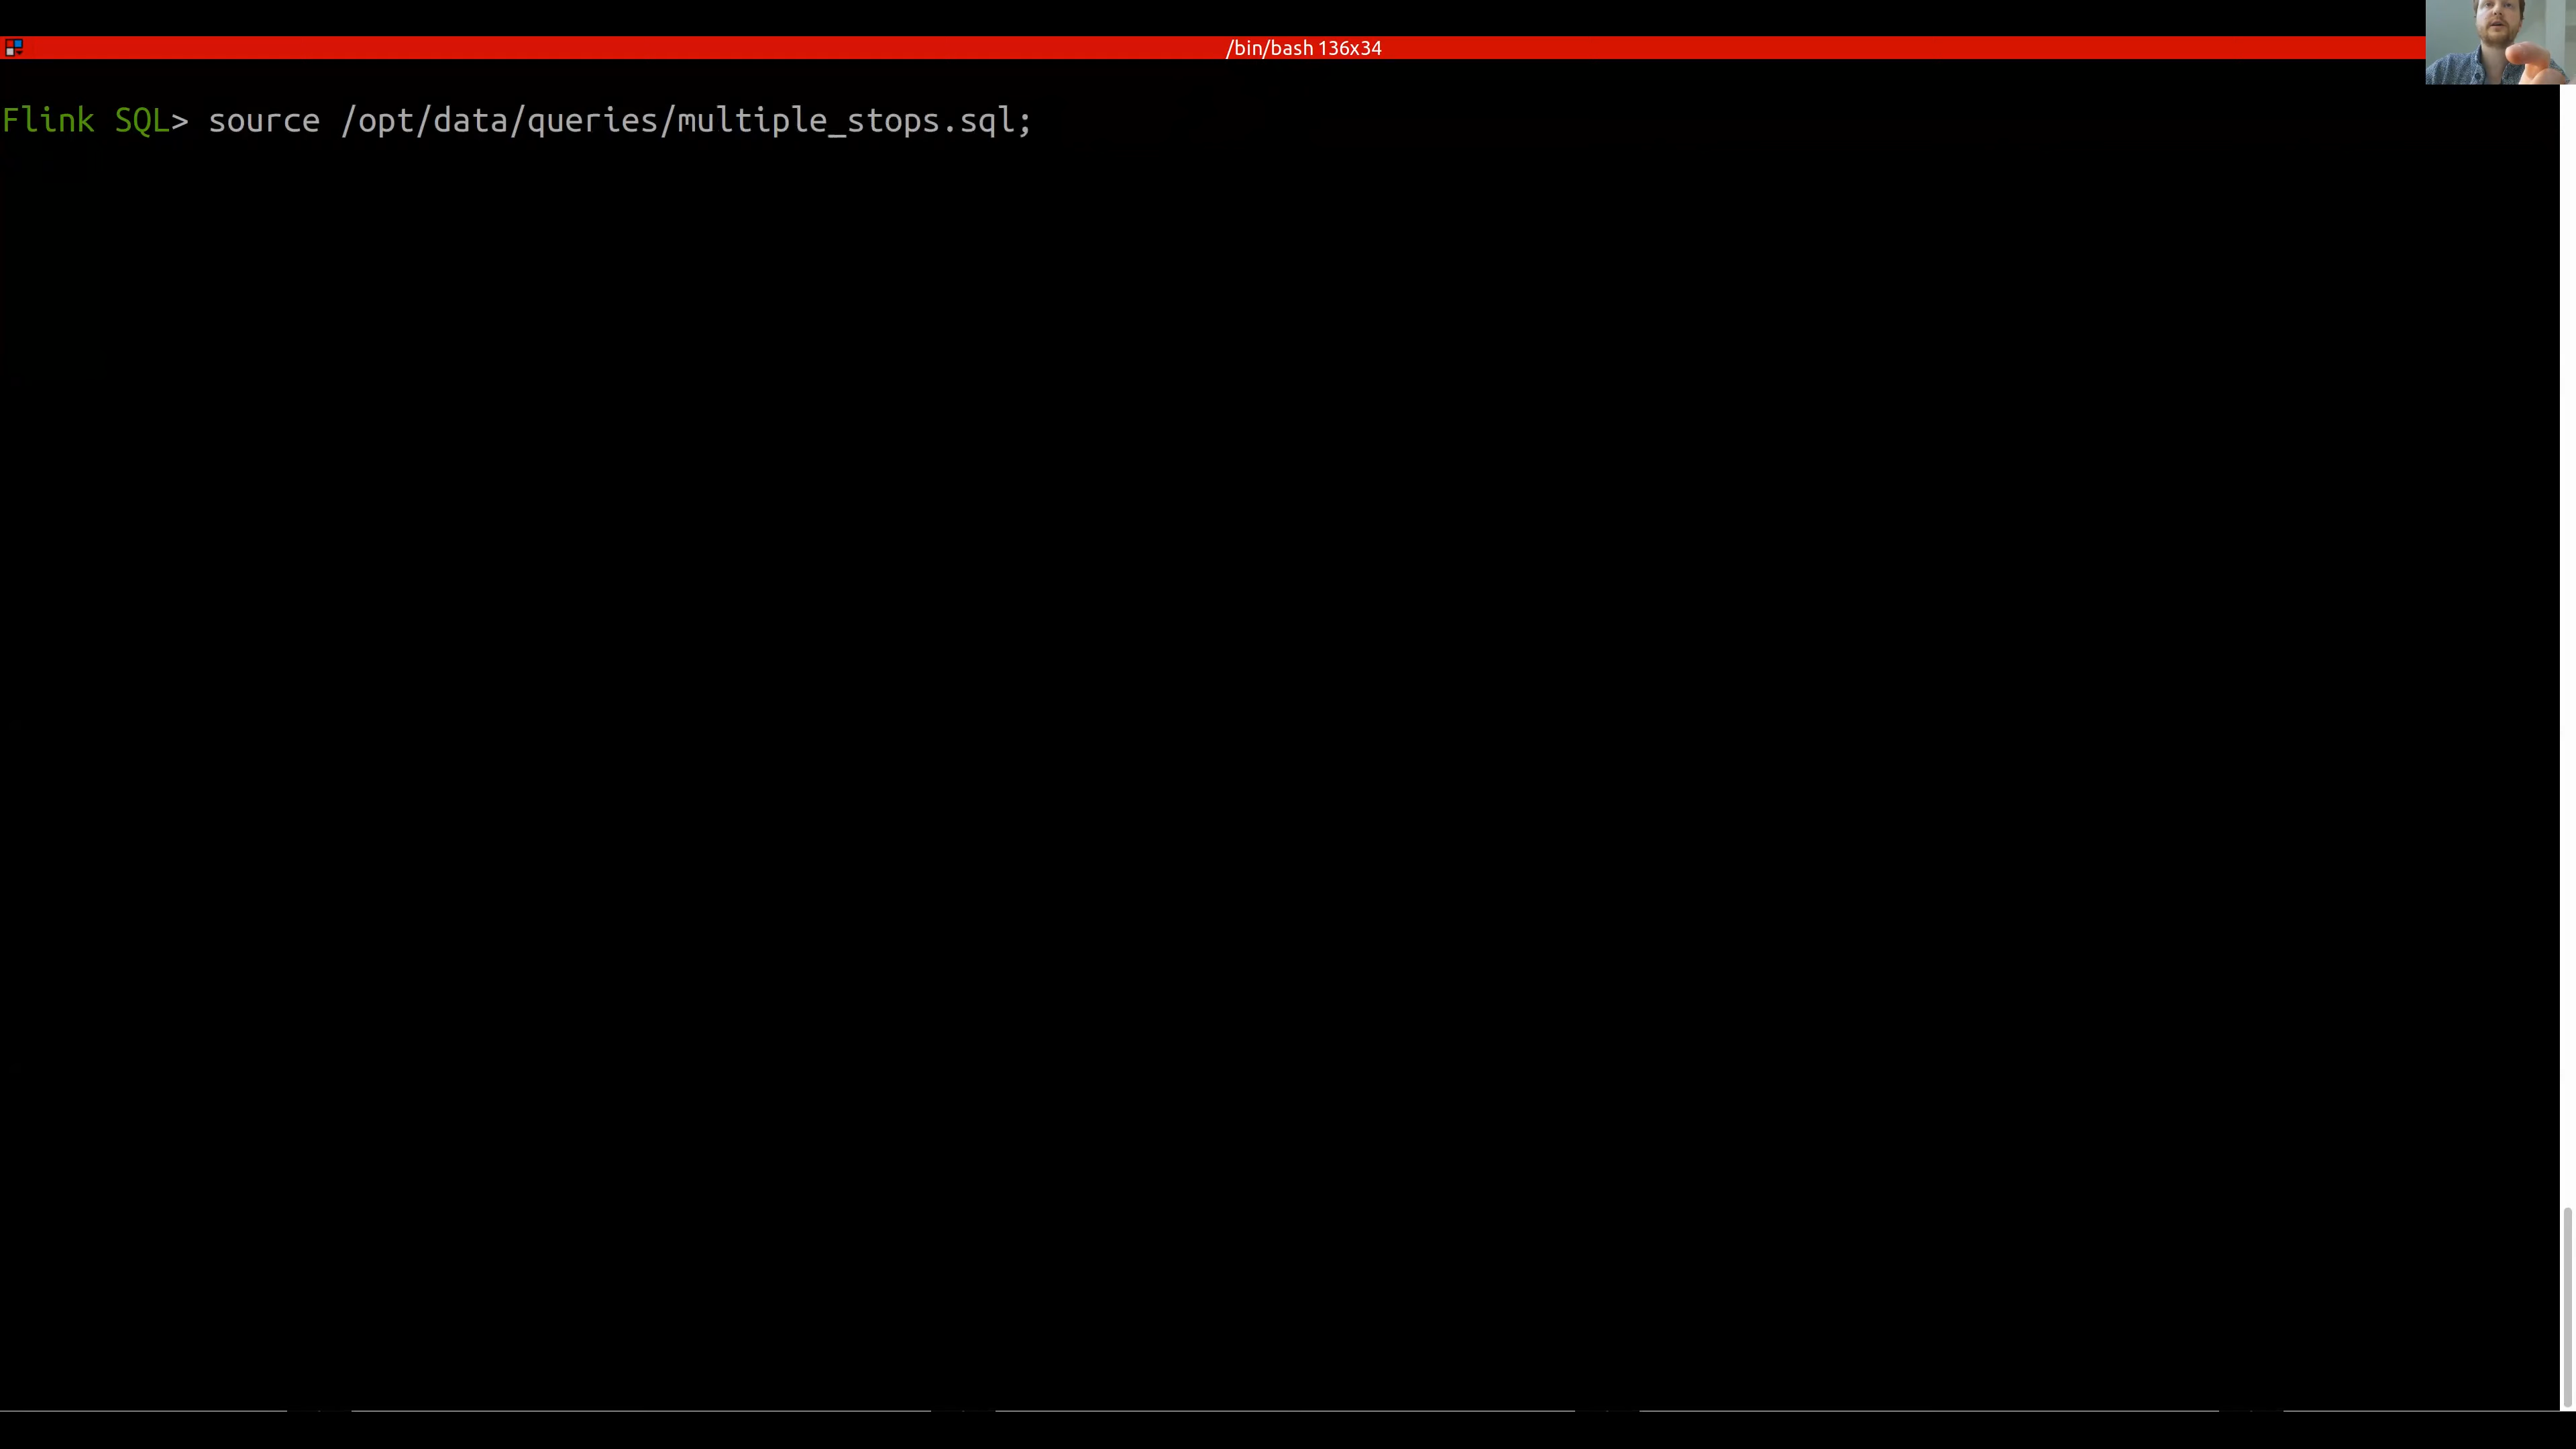 /bin/bash 136x34
Flink SQL> source /opt/data/queries/multiple_stops.sql;